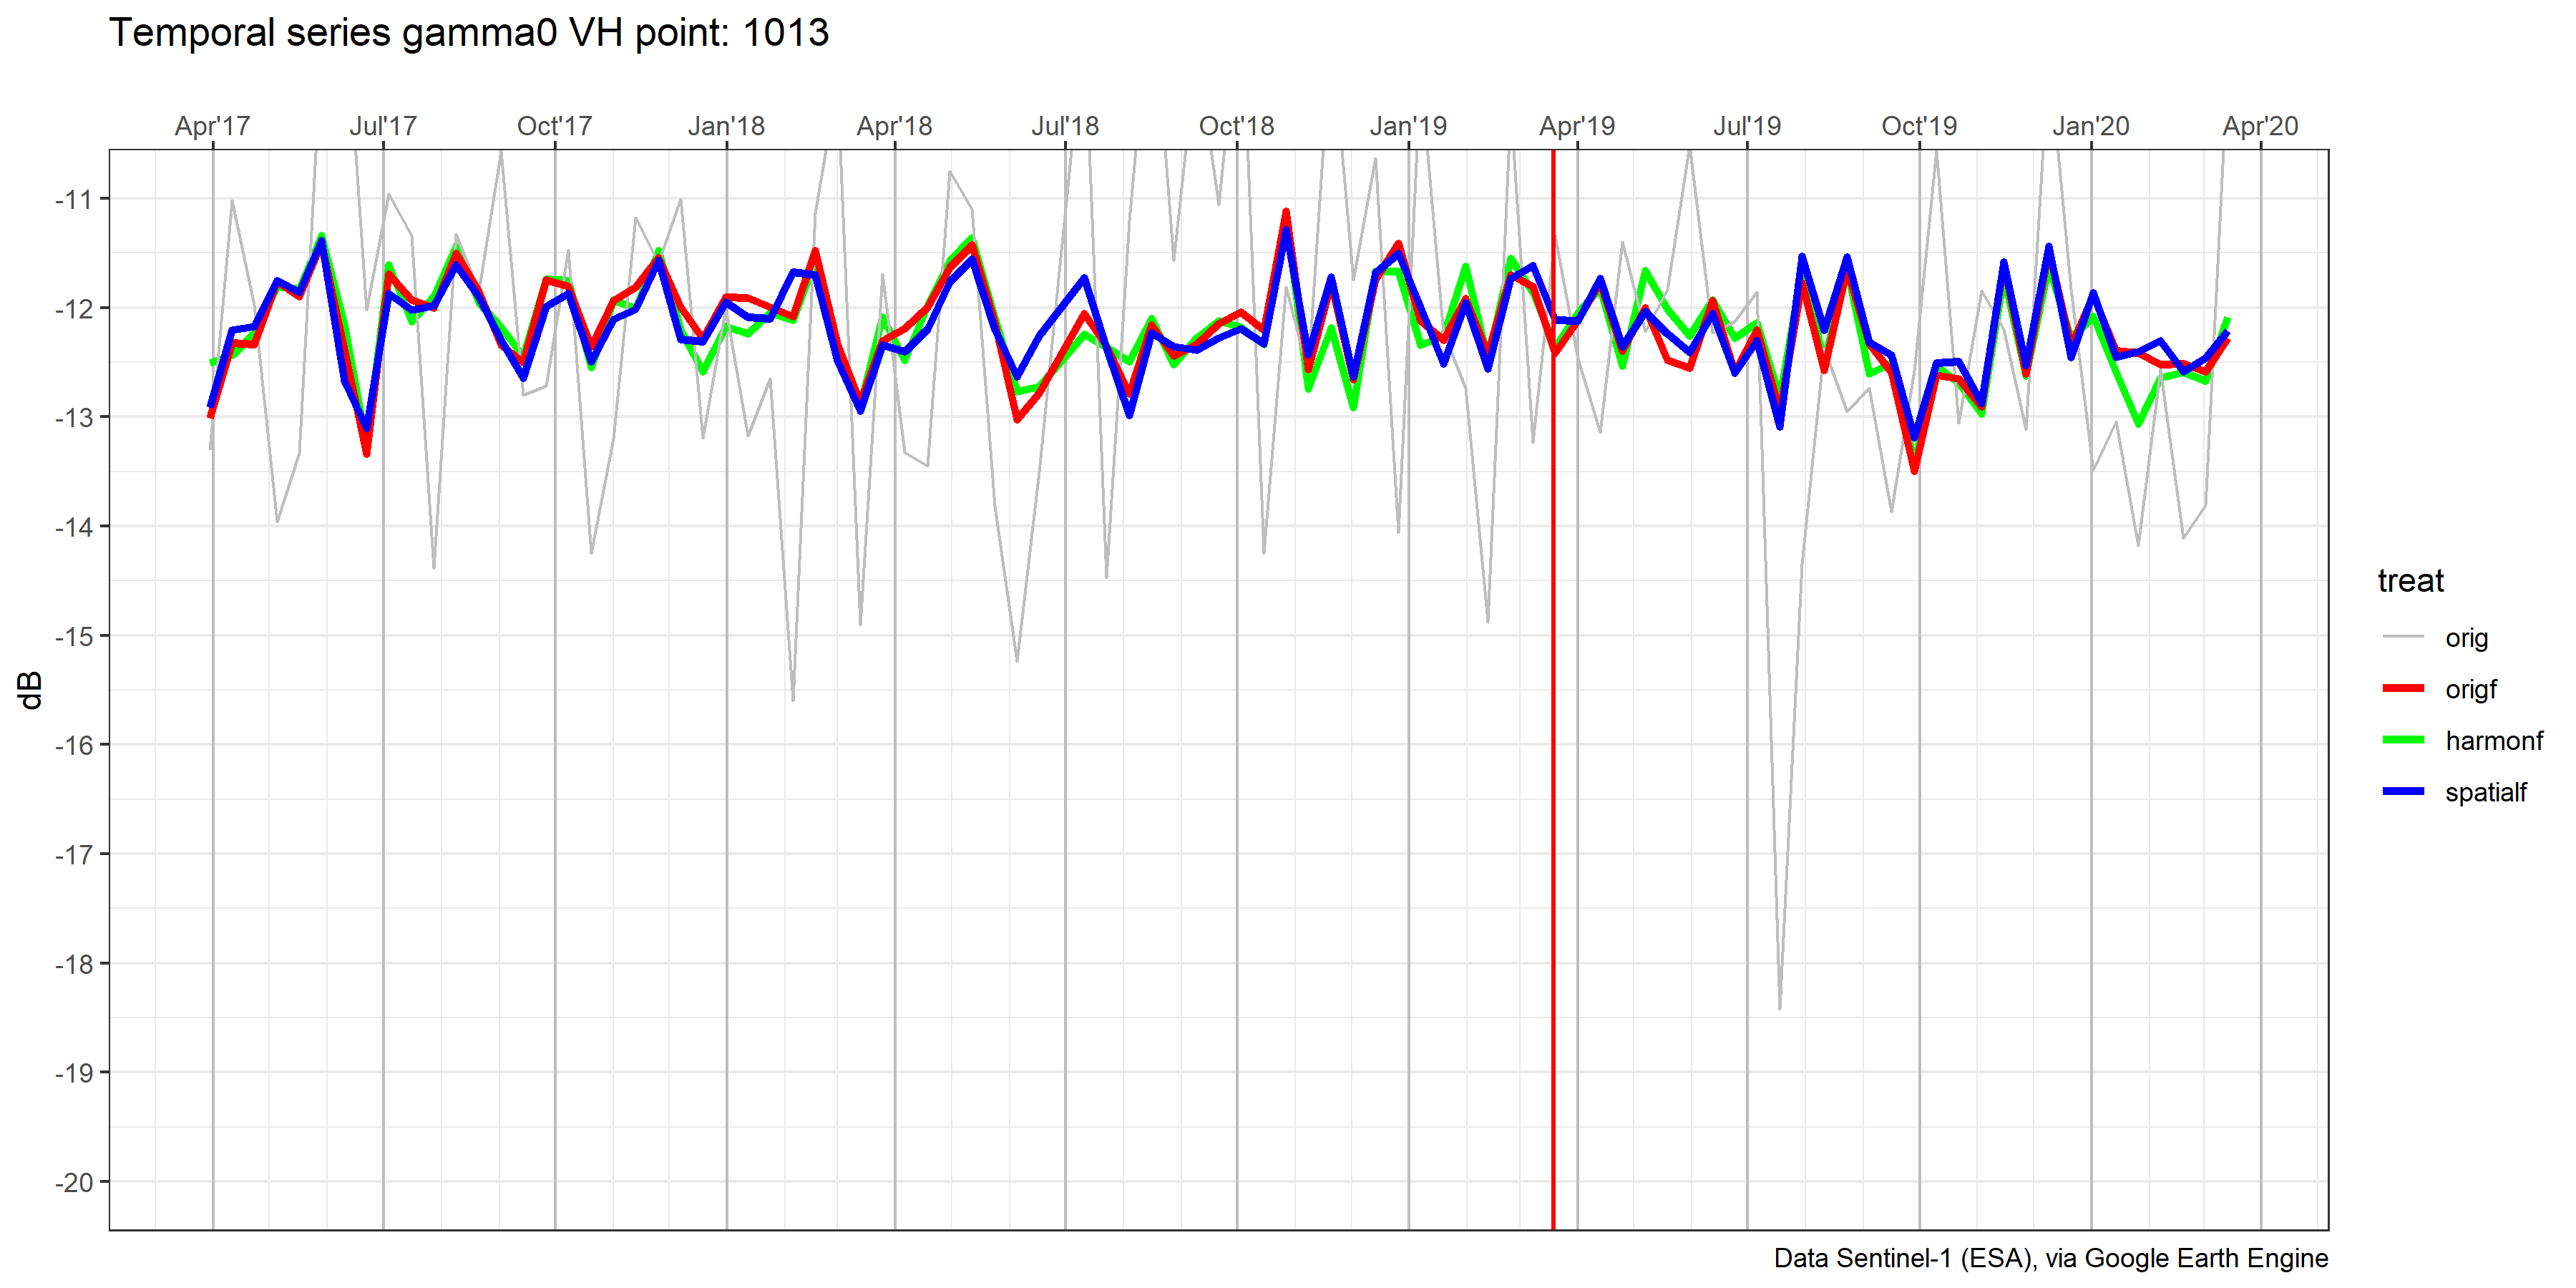 Temporal series gamma0 VH point: 1013
Apr'17 Jul'17 Oct'17 Jan'18 Apr'18 Jul'18 Oct'18 Jan'19 Apr'19 Jul'19 Oct'19 Jan'20 Apr'20
-11
-12
-13
-14
-15
-16
-17
-18
-19
-20
dB
treat
orig
origf
harmonf
spatialf
Data Sentinel-1 (ESA), via Google Earth Engine